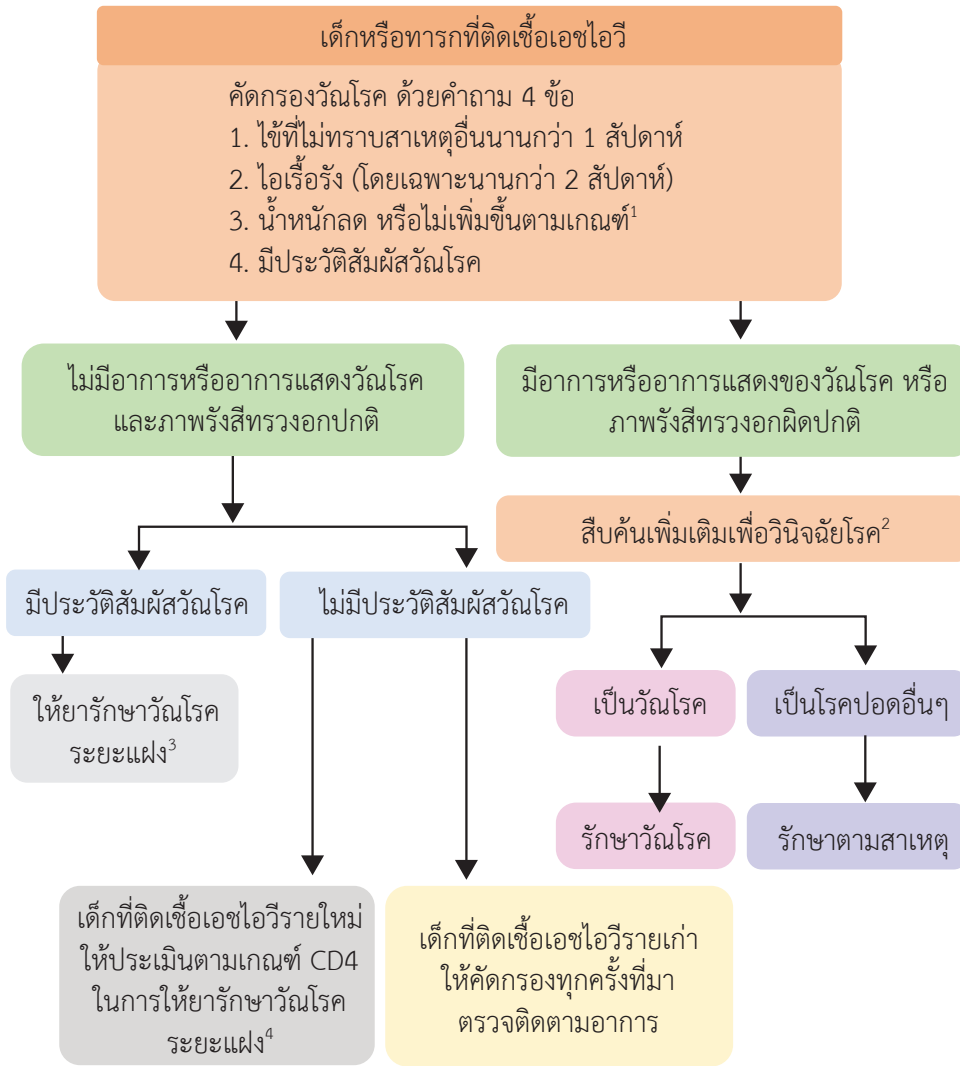 เด็กหรือทารกที่ติดเชื้อเอชไอวี
คัดกรองวัณโรค ด้วยคำถาม 4 ข้อ
1. ไข้ที่ไม่ทราบสาเหตุอื่นนานกว่า 1 สัปดาห์
2. ไอเรื้อรัง (โดยเฉพาะนานกว่า 2 สัปดาห์)
3. น้ำหนักลด หรือไม่เพิ่มขึ้นตามเกณฑ์¹
4. มีประวัติสัมผัสวัณโรค
ไม่มีอาการหรืออาการแสดงวัณโรค
และภาพรังสีทรวงอกปกติ
มีอาการหรืออาการแสดงของวัณโรค หรือ
ภาพรังสีทรวงอกผิดปกติ
สืบค้นเพิ่มเติมเพื่อวินิจฉัยโรค²
มีประวัติสัมผัสวัณโรค
ไม่มีประวัติสัมผัสวัณโรค
ให้ยารักษาวัณโรค
ระยะแฝง³
เป็นวัณโรค
เป็นโรคปอดอื่นๆ
รักษาวัณโรค
รักษาตามสาเหตุ
เด็กที่ติดเชื้อเอชไอวีรายใหม่
ให้ประเมินตามเกณฑ์ CD4
ในการให้ยารักษาวัณโรค
ระยะแฝง⁴
เด็กที่ติดเชื้อเอชไอวีรายเก่า
ให้คัดกรองทุกครั้งที่มา
ตรวจติดตามอาการ